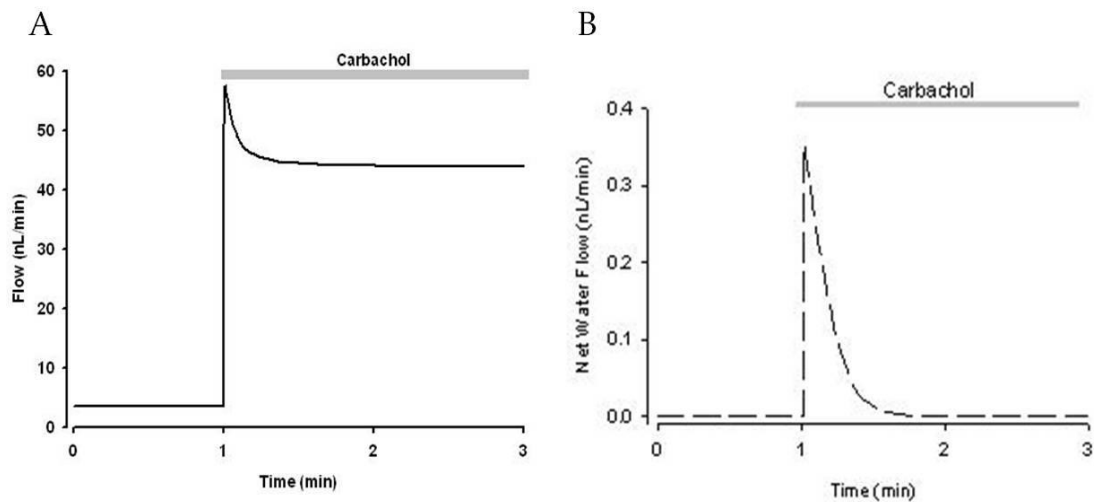 A
Carbachol
60
50
40
30
20
10
0
Flow (nL/min)
0 1 2 3
Time (min)
B
Carbachol
0.4
0.3
0.2
0.1
0.0
Net Water Flow (nL/min)
0 1 2 3
Time (min)